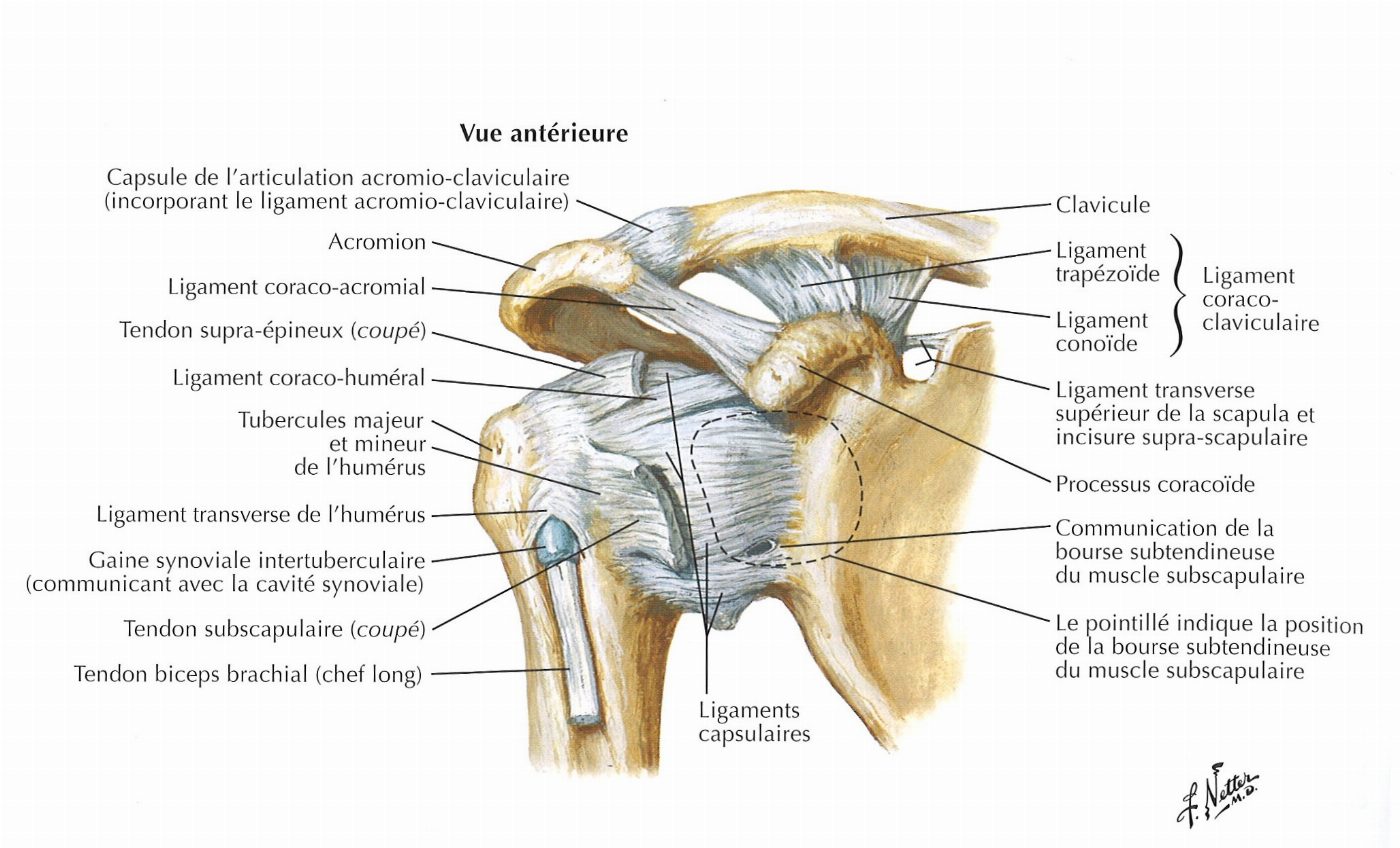 Vue antérieure
Capsule de l'articulation acromio-claviculaire
(incorporant le ligament acromio-claviculaire)
Acromion
Ligament coraco-acromial
Tendon supra-épineux (coupé)
Ligament coraco-huméral
Tubercules majeur
et mineur
de l'humérus
Ligament transverse de l'humérus
Gaine synoviale intertuberculaire
(communicant avec la cavité synoviale)
Tendon subscapulaire (coupé)
Tendon biceps brachial (chef long)
Ligaments
capsulaires
Clavicule
Ligament
trapézoïde
Ligament
conoïde
Ligament
coraco-
claviculaire
Ligament transverse
supérieur de la scapula et
incisure supra-scapulaire
Processus coracoïde
Communication de la
bourse subtendineuse
du muscle subscapulaire
Le pointillé indique la position
de la bourse subtendineuse
du muscle subscapulaire
F. Netter
M.D.